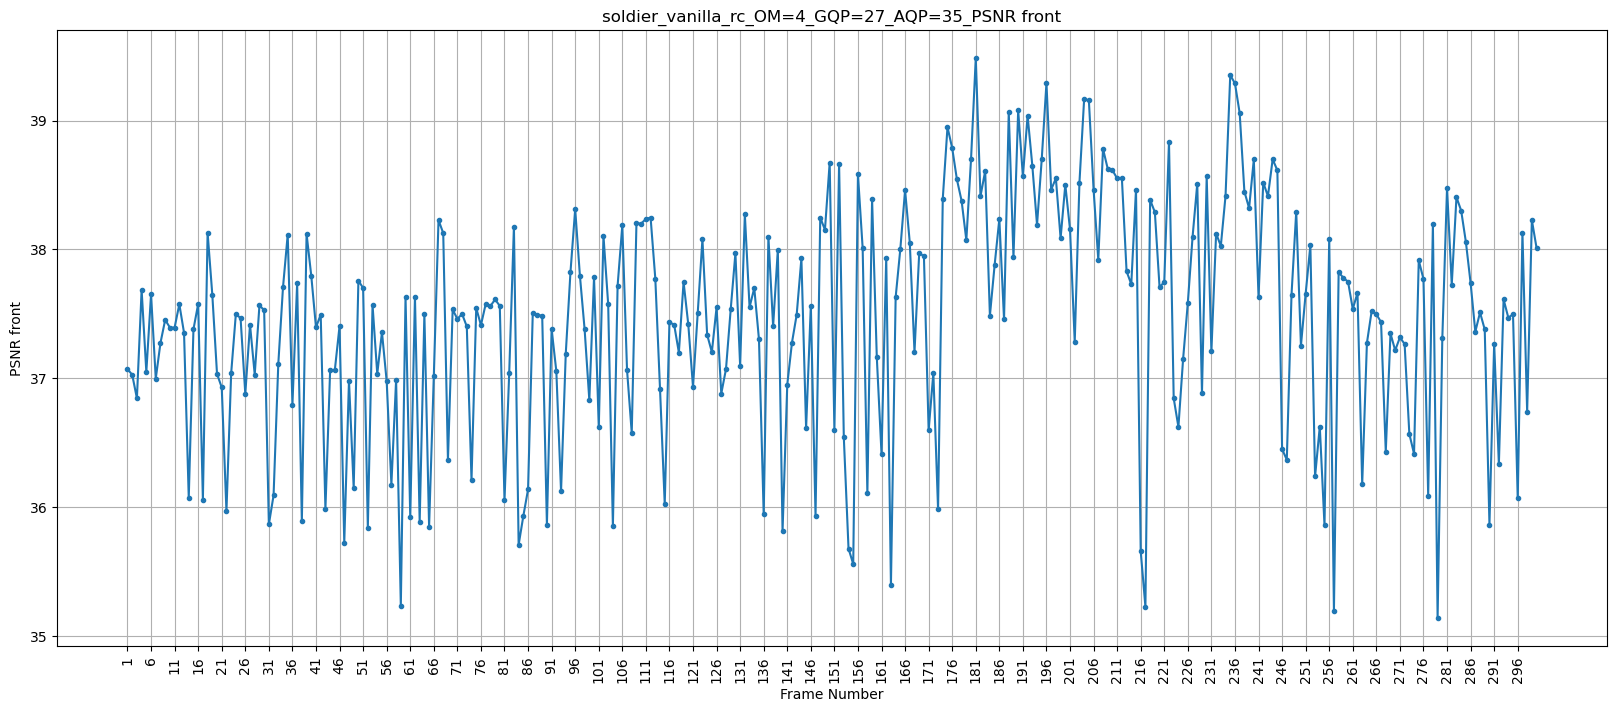 soldier_vanilla_rc_OM=4_GQP=27_AQP=35_PSNR front
PSNR front
39
38
37
36
35
1 6 11 16 21 26 31 36 41 46 51 56 61 66 71 76 81 86 91 96 101 106 111 116 121 126 131 136 141 146 151 156 161 166 171 176 181 186 191 196 201 206 211 216 221 226 231 236 241 246 251 256 261 266 271 276 281 286 291 296
Frame Number